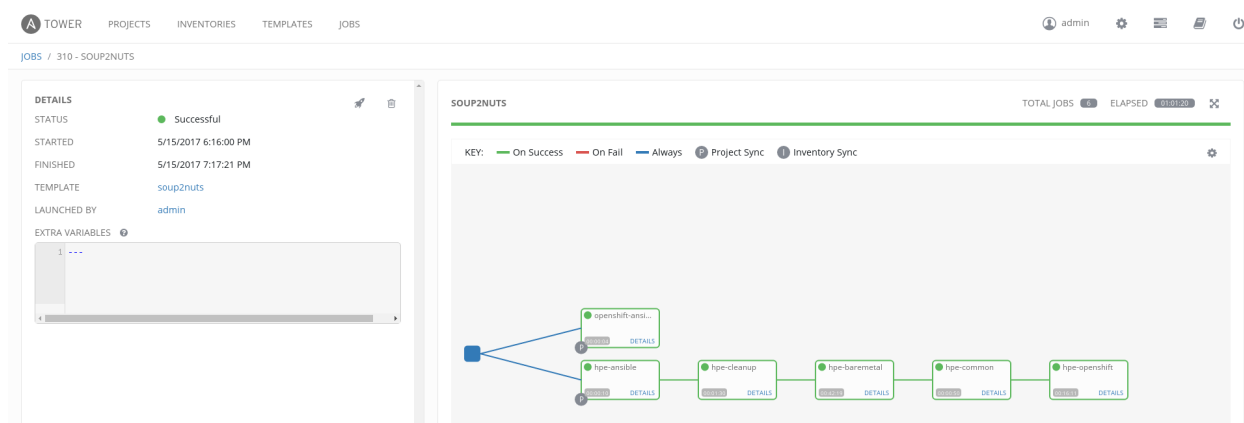 A TOWER PROJECTS INVENTORIES TEMPLATES JOBS admin
JOBS / 310 - SOUP2NUTS
DETAILS
STATUS Successful
STARTED 5/15/2017 6:16:00 PM
FINISHED 5/15/2017 7:17:21 PM
TEMPLATE soup2nuts
LAUNCHED BY admin
EXTRA VARIABLES ?
1 ---
SOUP2NUTS TOTAL JOBS 6 ELAPSED 01:01:20
KEY: On Success On Fail Always P Project Sync I Inventory Sync
openshift-ansi...
DETAILS
P
hpe-ansible hpe-cleanup hpe-baremetal hpe-common hpe-openshift
DETAILS DETAILS DETAILS DETAILS DETAILS
P